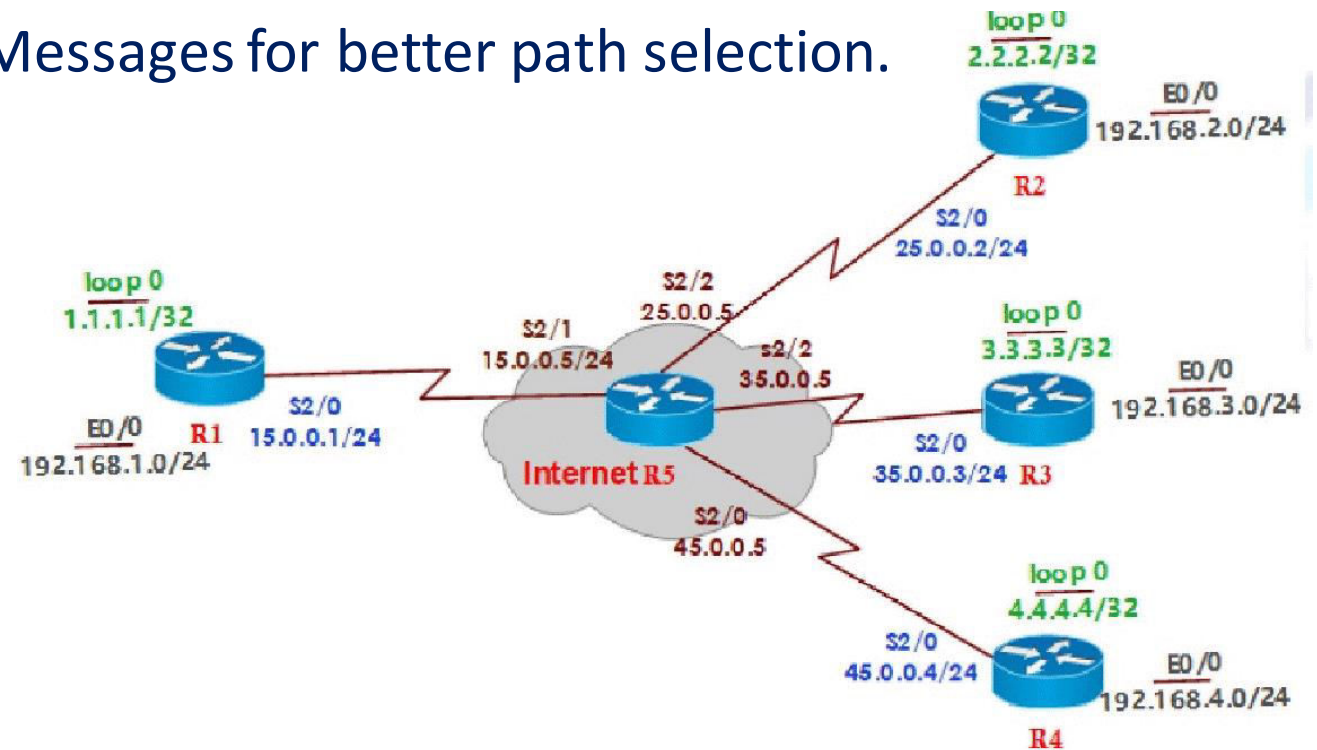 Messages for better path selection.
loop 0
2.2.2.2/32
E0/0
192.168.2.0/24
R2
S2/0
25.0.0.2/24
loop 0
1.1.1.1/32
S2/2
25.0.0.5
S2/1
15.0.0.5/24
s2/2
35.0.0.5
loop 0
3.3.3.3/32
E0/0
192.168.3.0/24
S2/0
15.0.0.1/24
E0/0
192.168.1.0/24
R1
Internet R5
S2/0
35.0.0.3/24
R3
S2/0
45.0.0.5
loop 0
4.4.4.4/32
S2/0
45.0.0.4/24
E0/0
192.168.4.0/24
R4